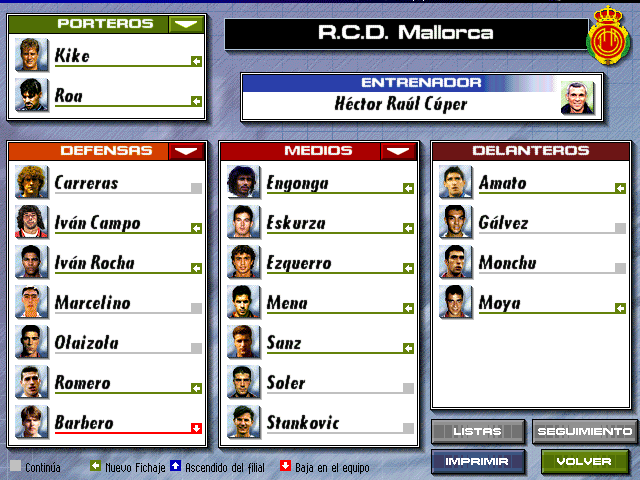 PORTEROS
Kike
Roa
R.C.D. Mallorca
ENTRENADOR
Héctor Raúl Cúper
DEFENSAS
Carreras
Iván Campo
Iván Rocha
Marcelino
Olaizola
Romero
Barbero
MEDIOS
Engonga
Eskurza
Ezquerro
Mena
Sanz
Soler
Stankovic
DELANTEROS
Amato
Gálvez
Monchu
Moya
LISTAS
SEGUIMIENTO
IMPRIMIR
VOLVER
Continúa
Nuevo Fichaje
Ascendido del filial
Baja en el equipo